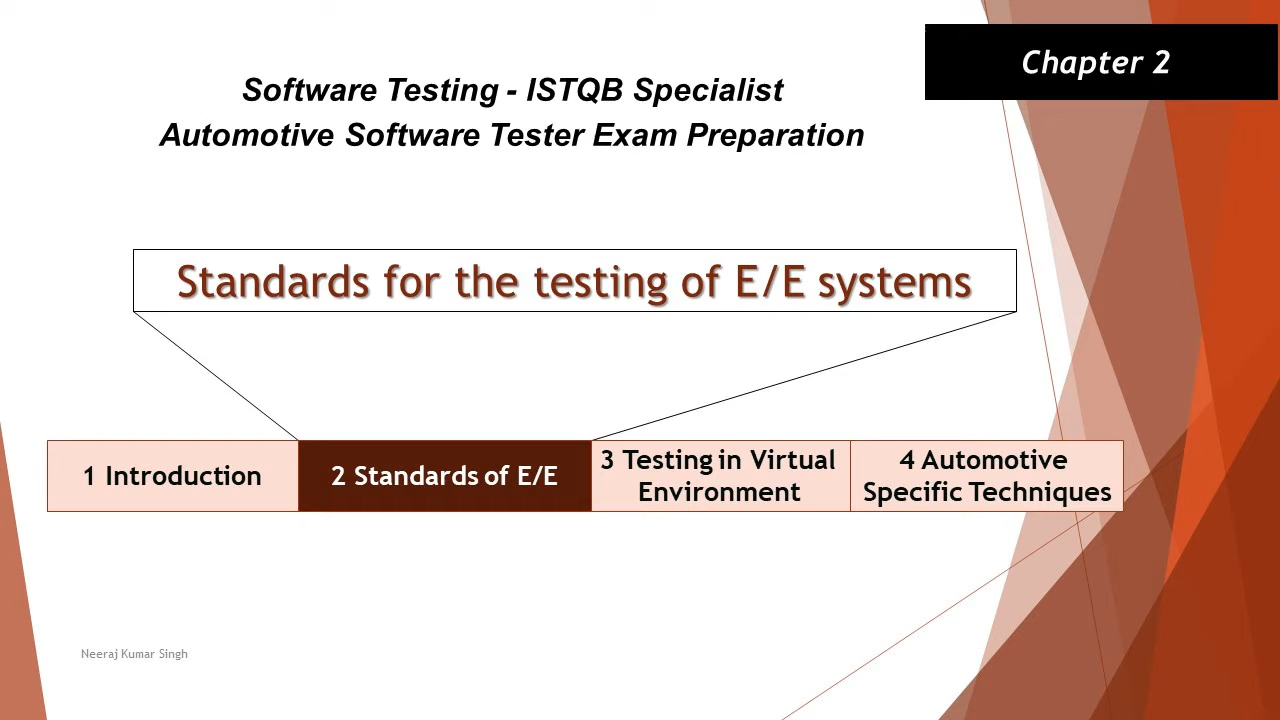 Chapter 2
Software Testing - ISTQB Specialist
Automotive Software Tester Exam Preparation
Standards for the testing of E/E systems
1 Introduction
2 Standards of E/E
3 Testing in Virtual
Environment
4 Automotive
Specific Techniques
Neeraj Kumar Singh